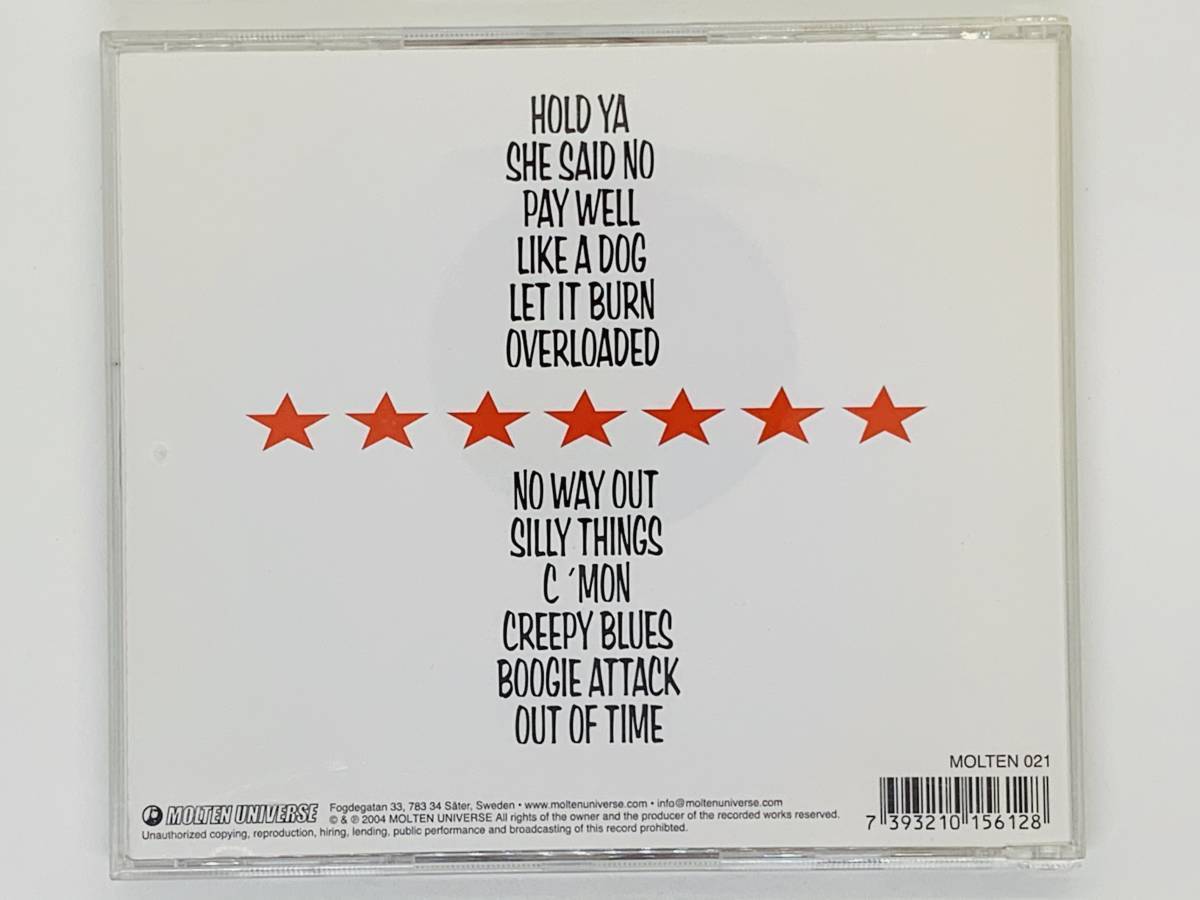 HOLD YA
SHE SAID NO
PAY WELL
LIKE A DOG
LET IT BURN
OVERLOADED
NO WAY OUT
SILLY THINGS
C ´MON
CREEPY BLUES
BOOGIE ATTACK
OUT OF TIME
MOLTEN 021
7 393210 156128
MOLTEN UNIVERSE
Fogdegatan 33, 783 34 Säter, Sweden • www.moltenuniverse.com • info@moltenuniverse.com
© & ℗ 2004 MOLTEN UNIVERSE All rights of the owner and the producer of the recorded works reserved.
Unauthorized copying, reproduction, hiring, lending, public performance and broadcasting of this record prohibted.